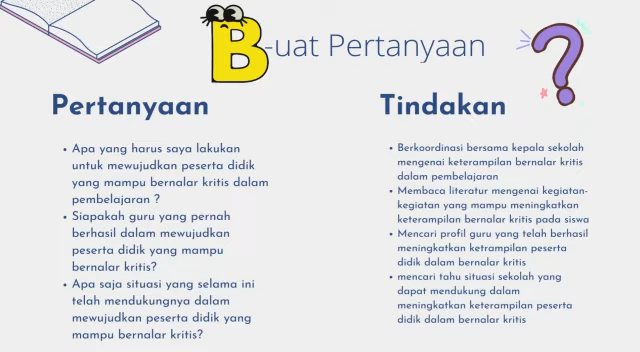 B-uat Pertanyaan
Pertanyaan
• Apa yang harus saya lakukan
untuk mewujudkan peserta didik
yang mampu bernalar kritis dalam
pembelajaran ?
• Siapakah guru yang pernah
berhasil dalam mewujudkan
peserta didik yang mampu
bernalar kritis?
• Apa saja situasi yang selama ini
telah mendukungnya dalam
mewujudkan peserta didik yang
mampu bernalar kritis?
Tindakan
• Berkoordinasi bersama kepala sekolah
mengenai keterampilan bernalar kritis
dalam pembelajaran
• Membaca literatur mengenai kegiatan-
kegiatan yang mampu meningkatkan
keterampilan bernalar kritis pada siswa
• Mencari profil guru yang telah berhasil
meningkatkan ketrampilan peserta
didik dalam bernalar kritis
• mencari tahu situasi sekolah yang
dapat mendukung dalam
meningkatkan keterampilan peserta
didik dalam bernalar kritis